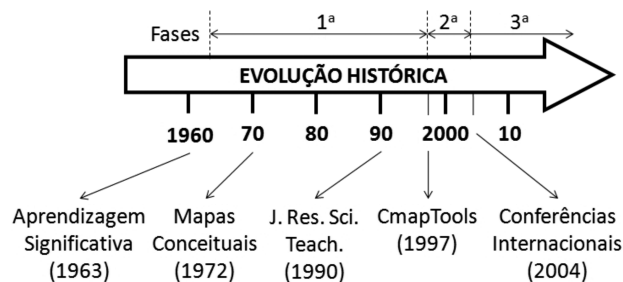 Fases 1ª 2ª 3ª
EVOLUÇÃO HISTÓRICA
1960 70 80 90 2000 10
Aprendizagem
Significativa
(1963)
Mapas
Conceituais
(1972)
J. Res. Sci.
Teach.
(1990)
CmapTools
(1997)
Conferências
Internacionais
(2004)